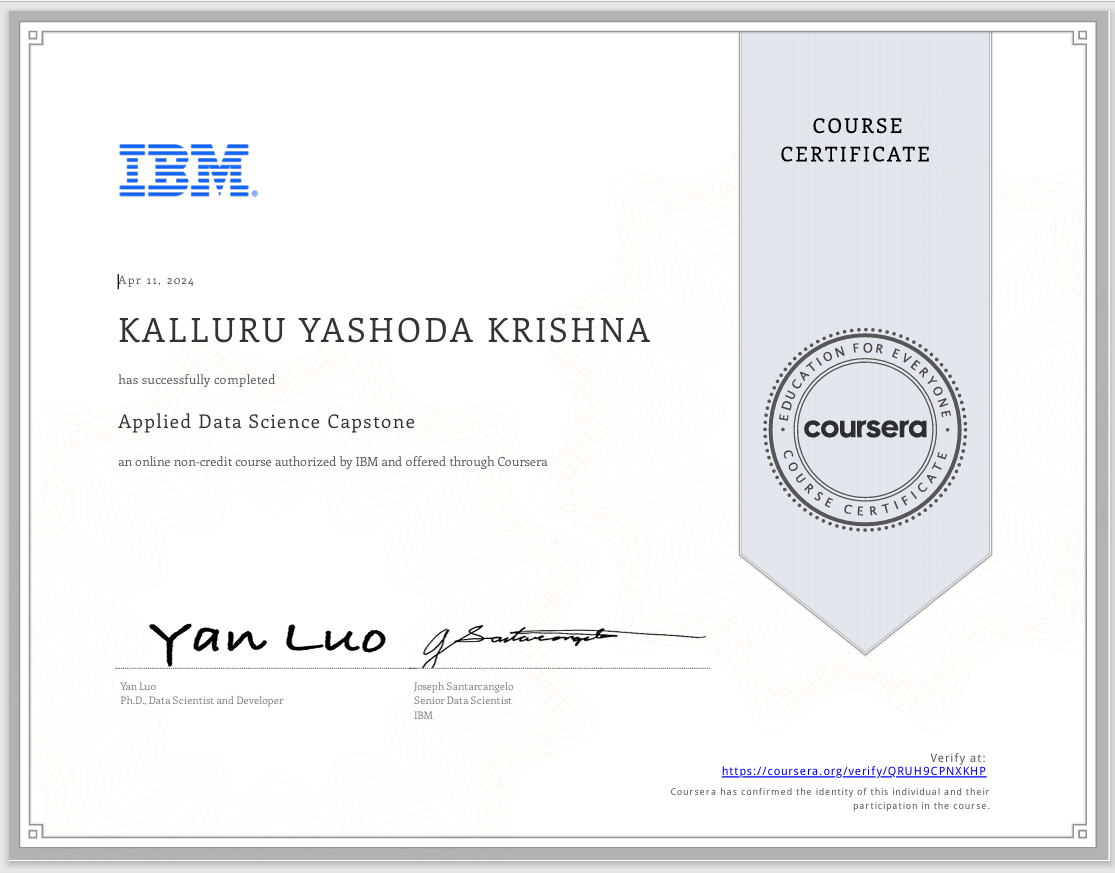 COURSE
CERTIFICATE
IBM®
Apr 11, 2024
KALLURU YASHODA KRISHNA
has successfully completed
Applied Data Science Capstone
an online non-credit course authorized by IBM and offered through Coursera
EDUCATION FOR EVERYONE
coursera
COURSE CERTIFICATE
Yan Luo
J Santarcangelo
Yan Luo
Ph.D., Data Scientist and Developer
Joseph Santarcangelo
Senior Data Scientist
IBM
Verify at:
https://coursera.org/verify/QRUH9CPNXKHP
Coursera has confirmed the identity of this individual and their
participation in the course.